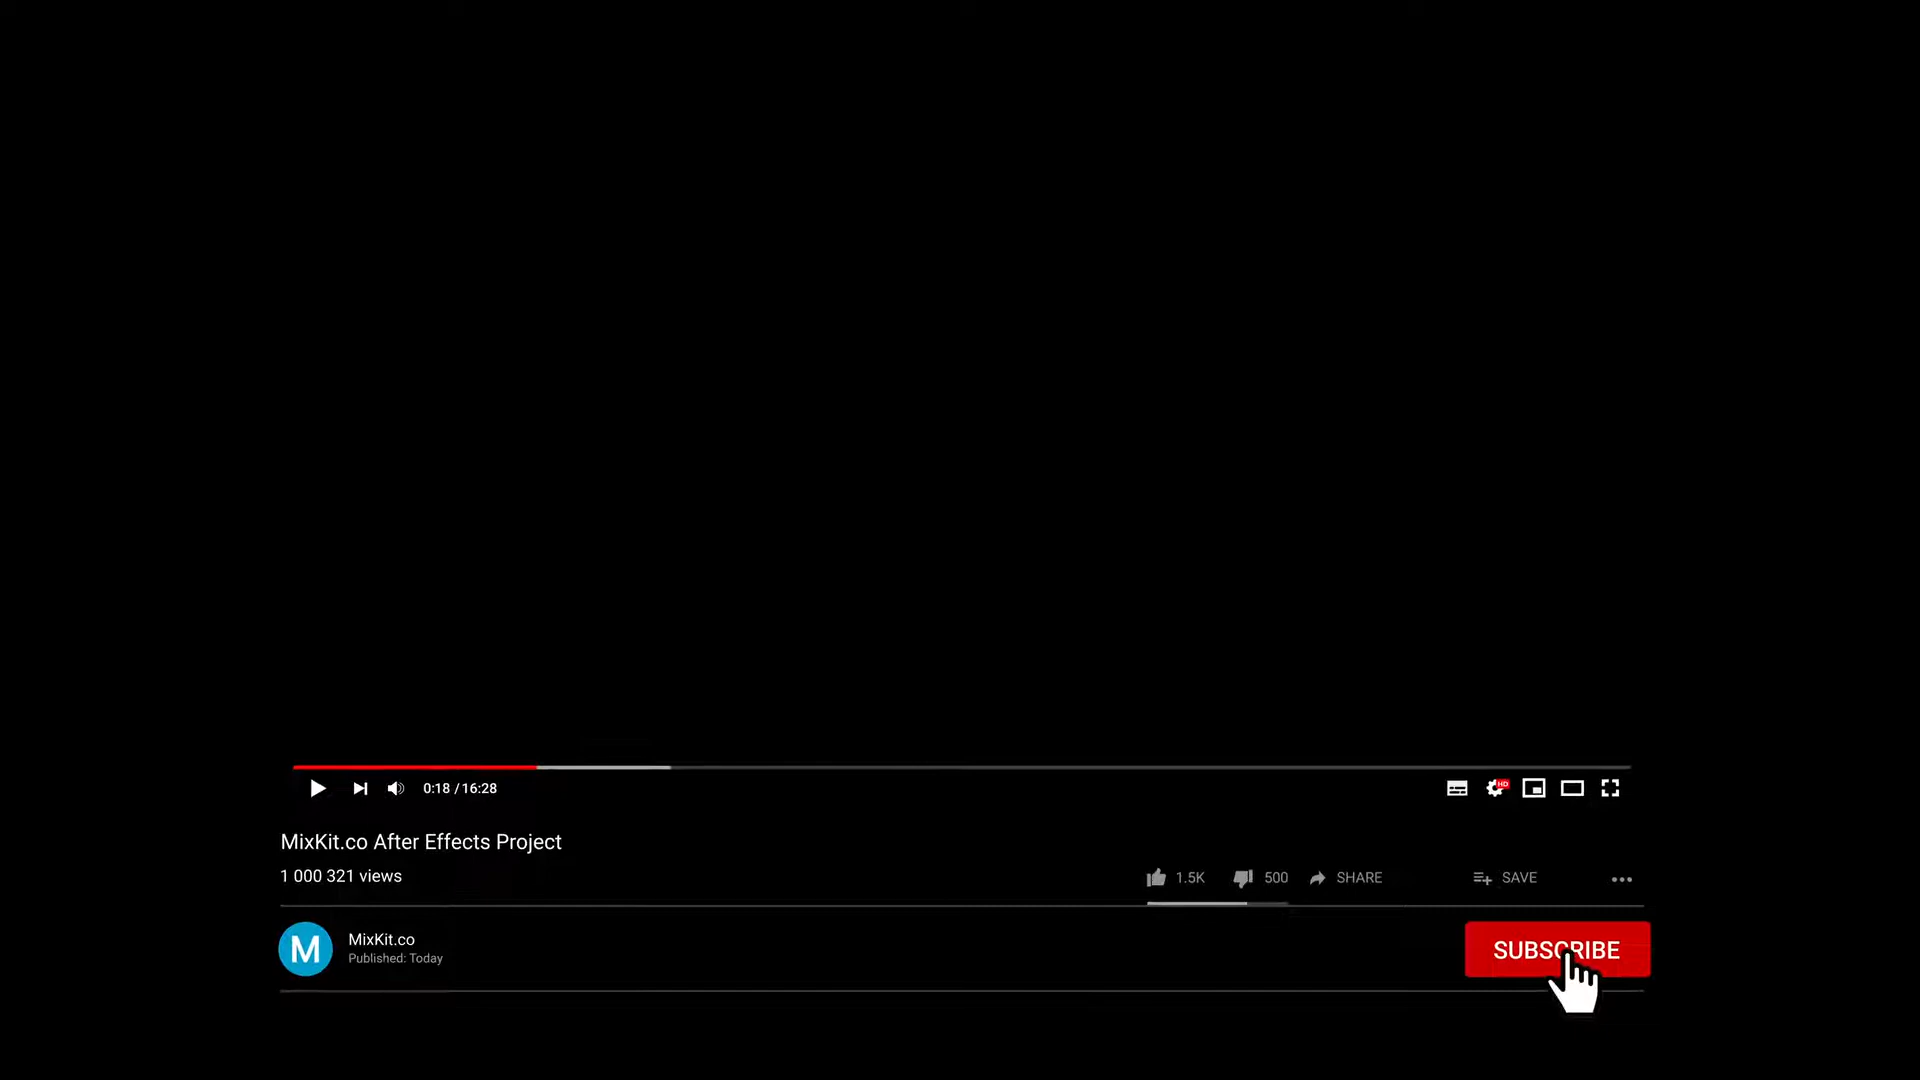 0:18 / 16:28
HD
MixKit.co After Effects Project
1 000 321 views
1.5K 500 SHARE SAVE
M
MixKit.co
Published: Today
SUBSCRIBE